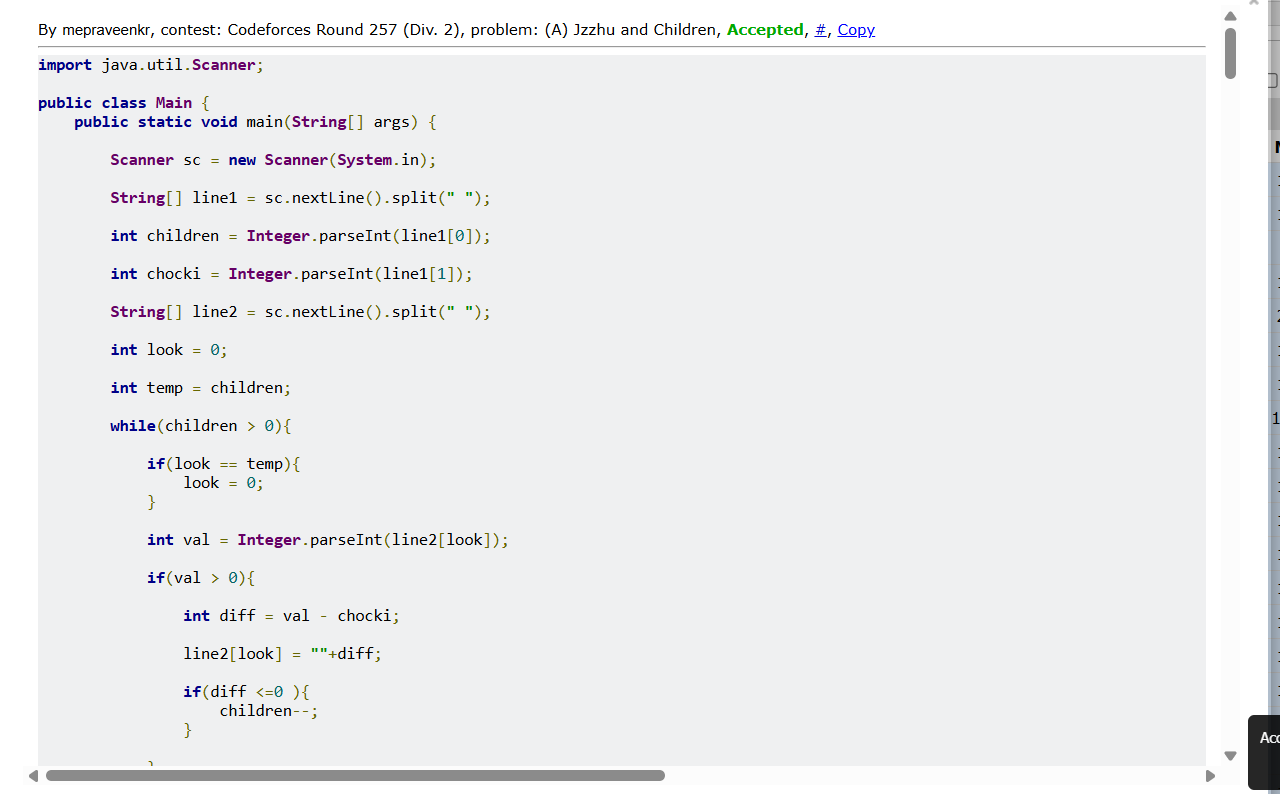 By mepraveenkr, contest: Codeforces Round 257 (Div. 2), problem: (A) Jzzhu and Children, Accepted, #, Copy
import java.util.Scanner;
public class Main {
    public static void main(String[] args) {
        Scanner sc = new Scanner(System.in);
        String[] line1 = sc.nextLine().split(" ");
        int children = Integer.parseInt(line1[0]);
        int chocki = Integer.parseInt(line1[1]);
        String[] line2 = sc.nextLine().split(" ");
        int look = 0;
        int temp = children;
        while(children > 0){
            if(look == temp){
                look = 0;
            }
            int val = Integer.parseInt(line2[look]);
            if(val > 0){
                int diff = val - chocki;
                line2[look] = ""+diff;
                if(diff <=0 ){
                    children--;
                }